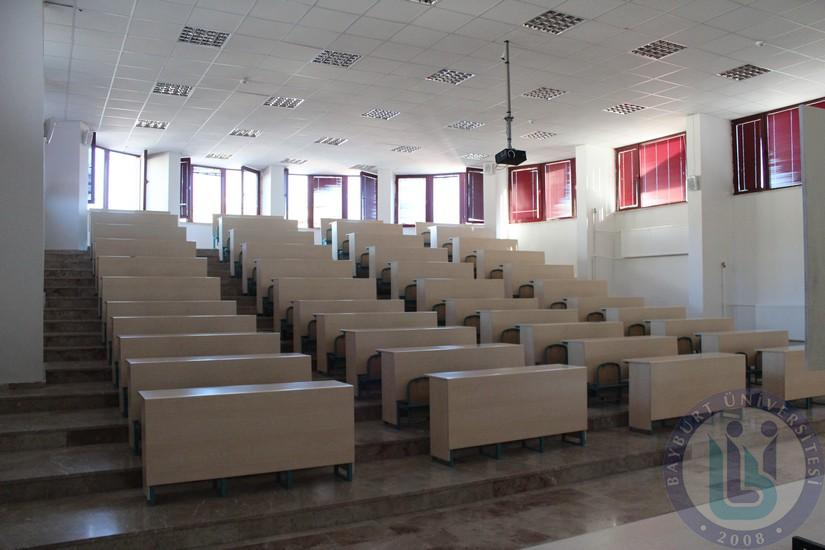 BAYBURT ÜNİVERSİTESİ
• 2008 •